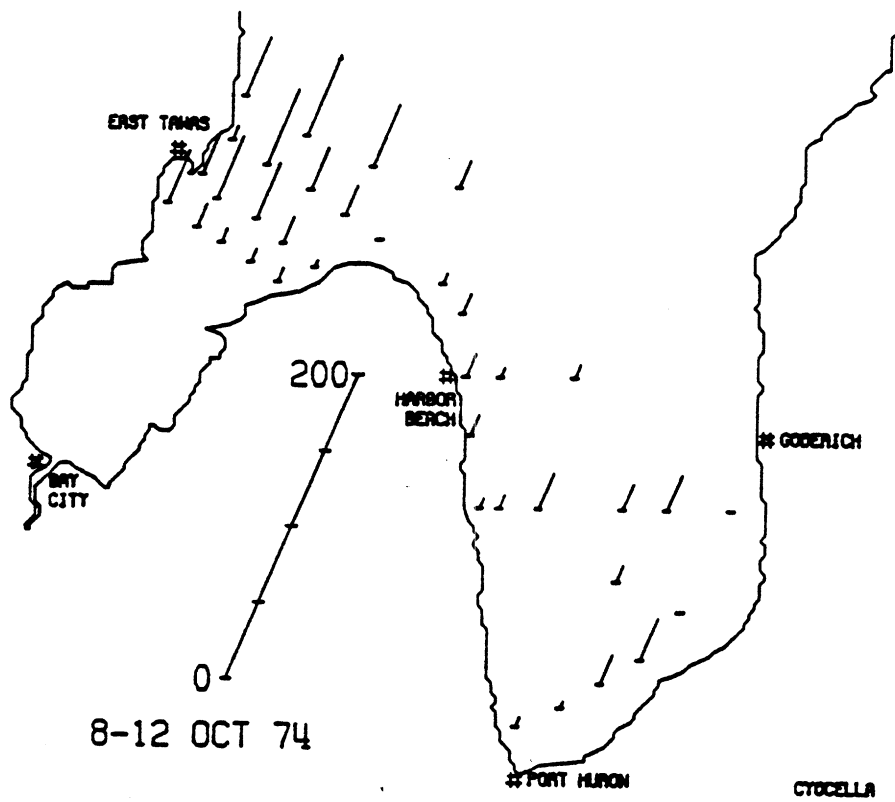 EAST TAWAS
200
HARBOR
BEACH
GODERICH
BAY
CITY
0
8-12 OCT 74
PORT HURON
CYOCELLA